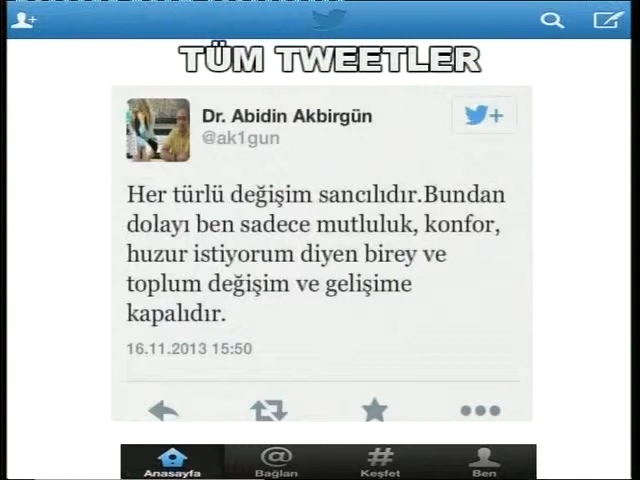 TÜM TWEETLER
Dr. Abidin Akbirgün
@ak1gun
Her türlü değişim sancılıdır.Bundan
dolayı ben sadece mutluluk, konfor,
huzur istiyorum diyen birey ve
toplum değişim ve gelişime
kapalıdır.
16.11.2013 15:50
Anasayfa
Bağlan
Keşfet
Ben